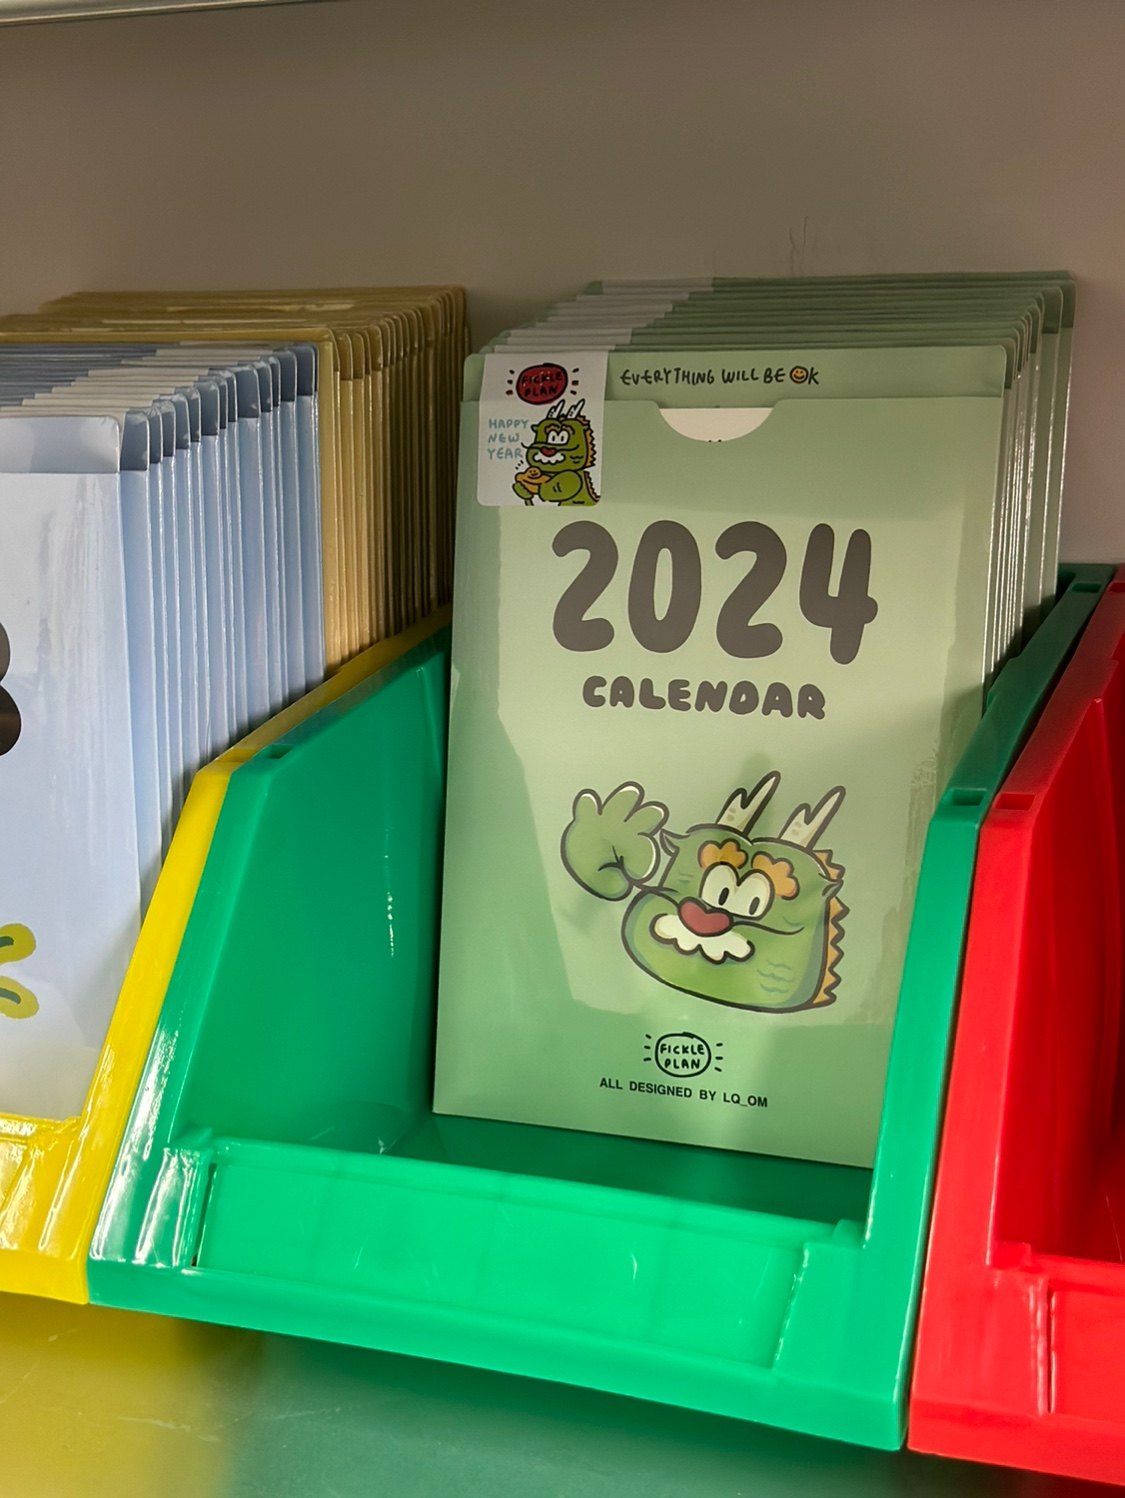 FICKLE
PLAN
HAPPY
NEW
YEAR
EVERYTHING WILL BE OK
2024
CALENDAR
FICKLE
PLAN
ALL DESIGNED BY LQ_OM